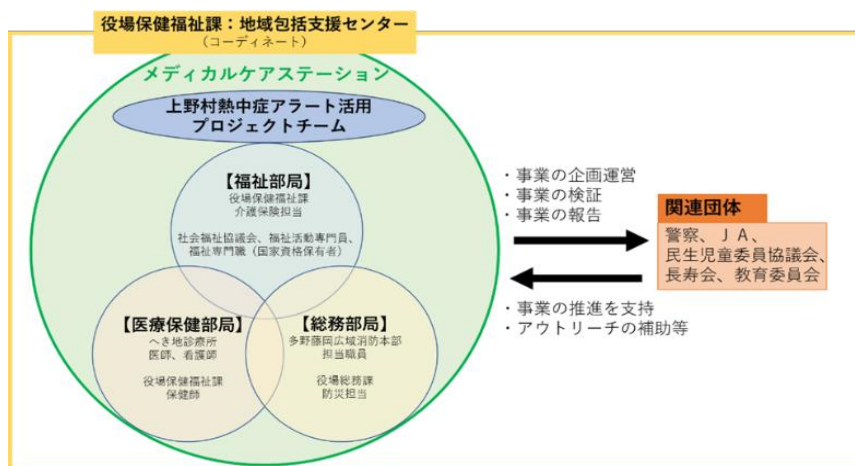 役場保健福祉課：地域包括支援センター
（コーディネート）
メディカルケアステーション
上野村熱中症アラート活用
プロジェクトチーム
【福祉部局】
役場保健福祉課
介護保険担当
社会福祉協議会、福祉活動専門員、
福祉専門職（国家資格保有者）
【医療保健部局】
へき地診療所
医師、看護師
役場保健福祉課
保健師
【総務部局】
多野藤岡広域消防本部
担当職員
役場総務課
防災担当
・事業の企画運営
・事業の検証
・事業の報告
関連団体
警察、ＪＡ、
民生児童委員協議会、
長寿会、教育委員会
・事業の推進を支持
・アウトリーチの補助等